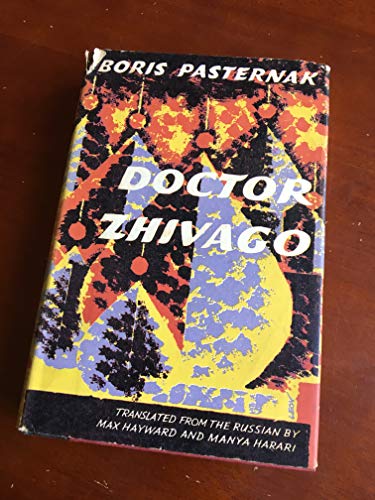 BORIS PASTERNAK
DOCTOR
ZHIVAGO
TRANSLATED FROM THE RUSSIAN BY
MAX HAYWARD AND MANYA HARARI